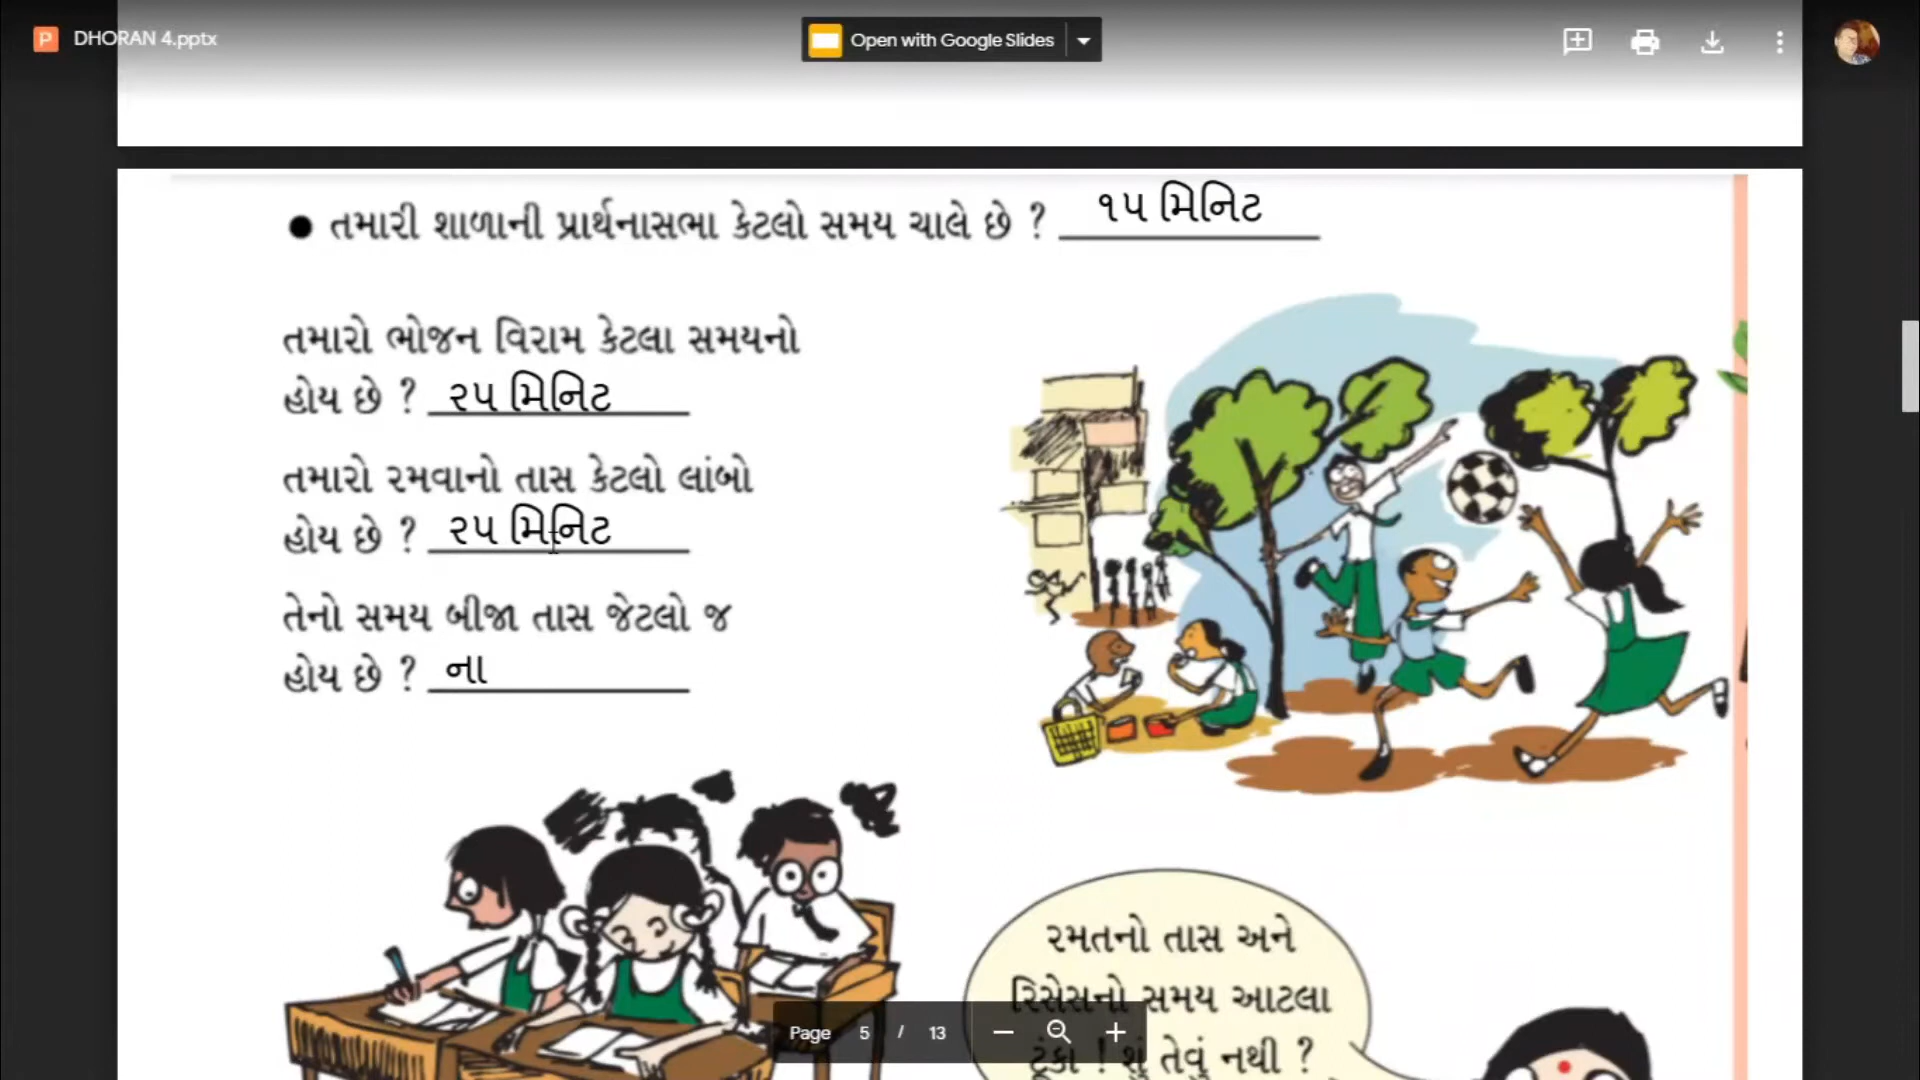 DHORAN 4.pptx
Open with Google Slides
તમારી શાળાની પ્રાર્થનાસભા કેટલો સમય ચાલે છે ? ૧૫ મિનિટ
તમારો ભોજન વિરામ કેટલા સમયનો
હોય છે ? ૨૫ મિનિટ
તમારો રમવાનો તાસ કેટલો લાંબો
હોય છે ? ૨૫ મિનિટ
તેનો સમય બીજા તાસ જેટલો જ
હોય છે ? ના
રમતનો તાસ અને
રિસેસનો સમય આટલા
ટૂંકા ! શું તેવું નથી ?
Page 5 / 13